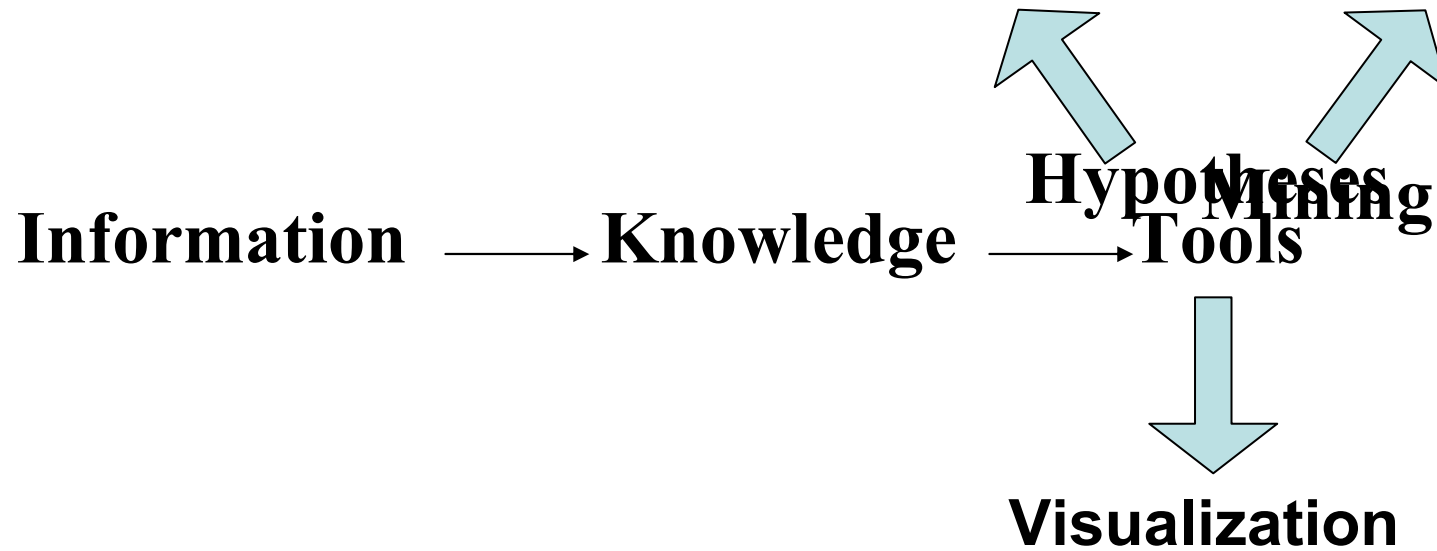 Hypotheses
Mining
Information Knowledge Tools
Visualization